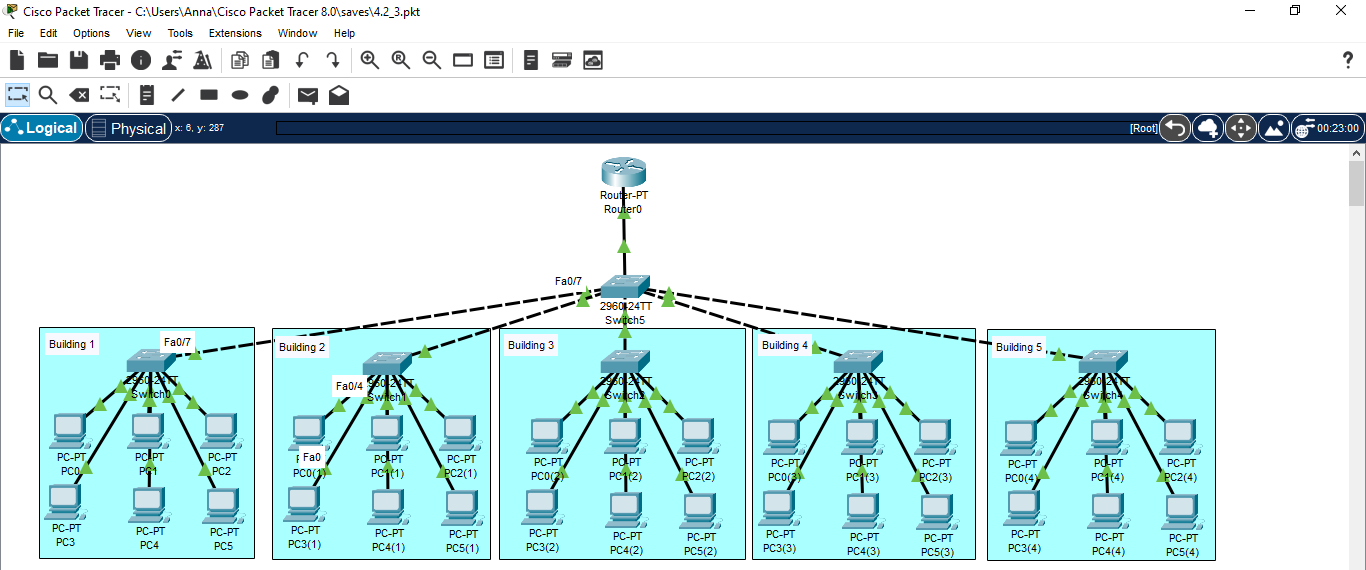 Cisco Packet Tracer - C:\Users\Anna\Cisco Packet Tracer 8.0\saves\4.2_3.pkt
File Edit Options View Tools Extensions Window Help
Logical Physical x: 6, y: 287 [Root] 00:23:00
Router-PT
Router0
Fa0/7
2960-24TT
Switch5
Building 1
Fa0/7
2960-24TT
Switch0
PC-PT
PC0
PC-PT
PC1
PC-PT
PC2
PC-PT
PC3
PC-PT
PC4
PC-PT
PC5
Building 2
2960-24TT
Switch1
Fa0/4
Fa0
PC-PT
PC0(1)
PC-PT
PC1(1)
PC-PT
PC2(1)
PC-PT
PC3(1)
PC-PT
PC4(1)
PC-PT
PC5(1)
Building 3
2960-24TT
Switch2
PC-PT
PC0(2)
PC-PT
PC1(2)
PC-PT
PC2(2)
PC-PT
PC3(2)
PC-PT
PC4(2)
PC-PT
PC5(2)
Building 4
2960-24TT
Switch3
PC-PT
PC0(3)
PC-PT
PC1(3)
PC-PT
PC2(3)
PC-PT
PC3(3)
PC-PT
PC4(3)
PC-PT
PC5(3)
Building 5
2960-24TT
Switch4
PC-PT
PC0(4)
PC-PT
PC1(4)
PC-PT
PC2(4)
PC-PT
PC3(4)
PC-PT
PC4(4)
PC-PT
PC5(4)